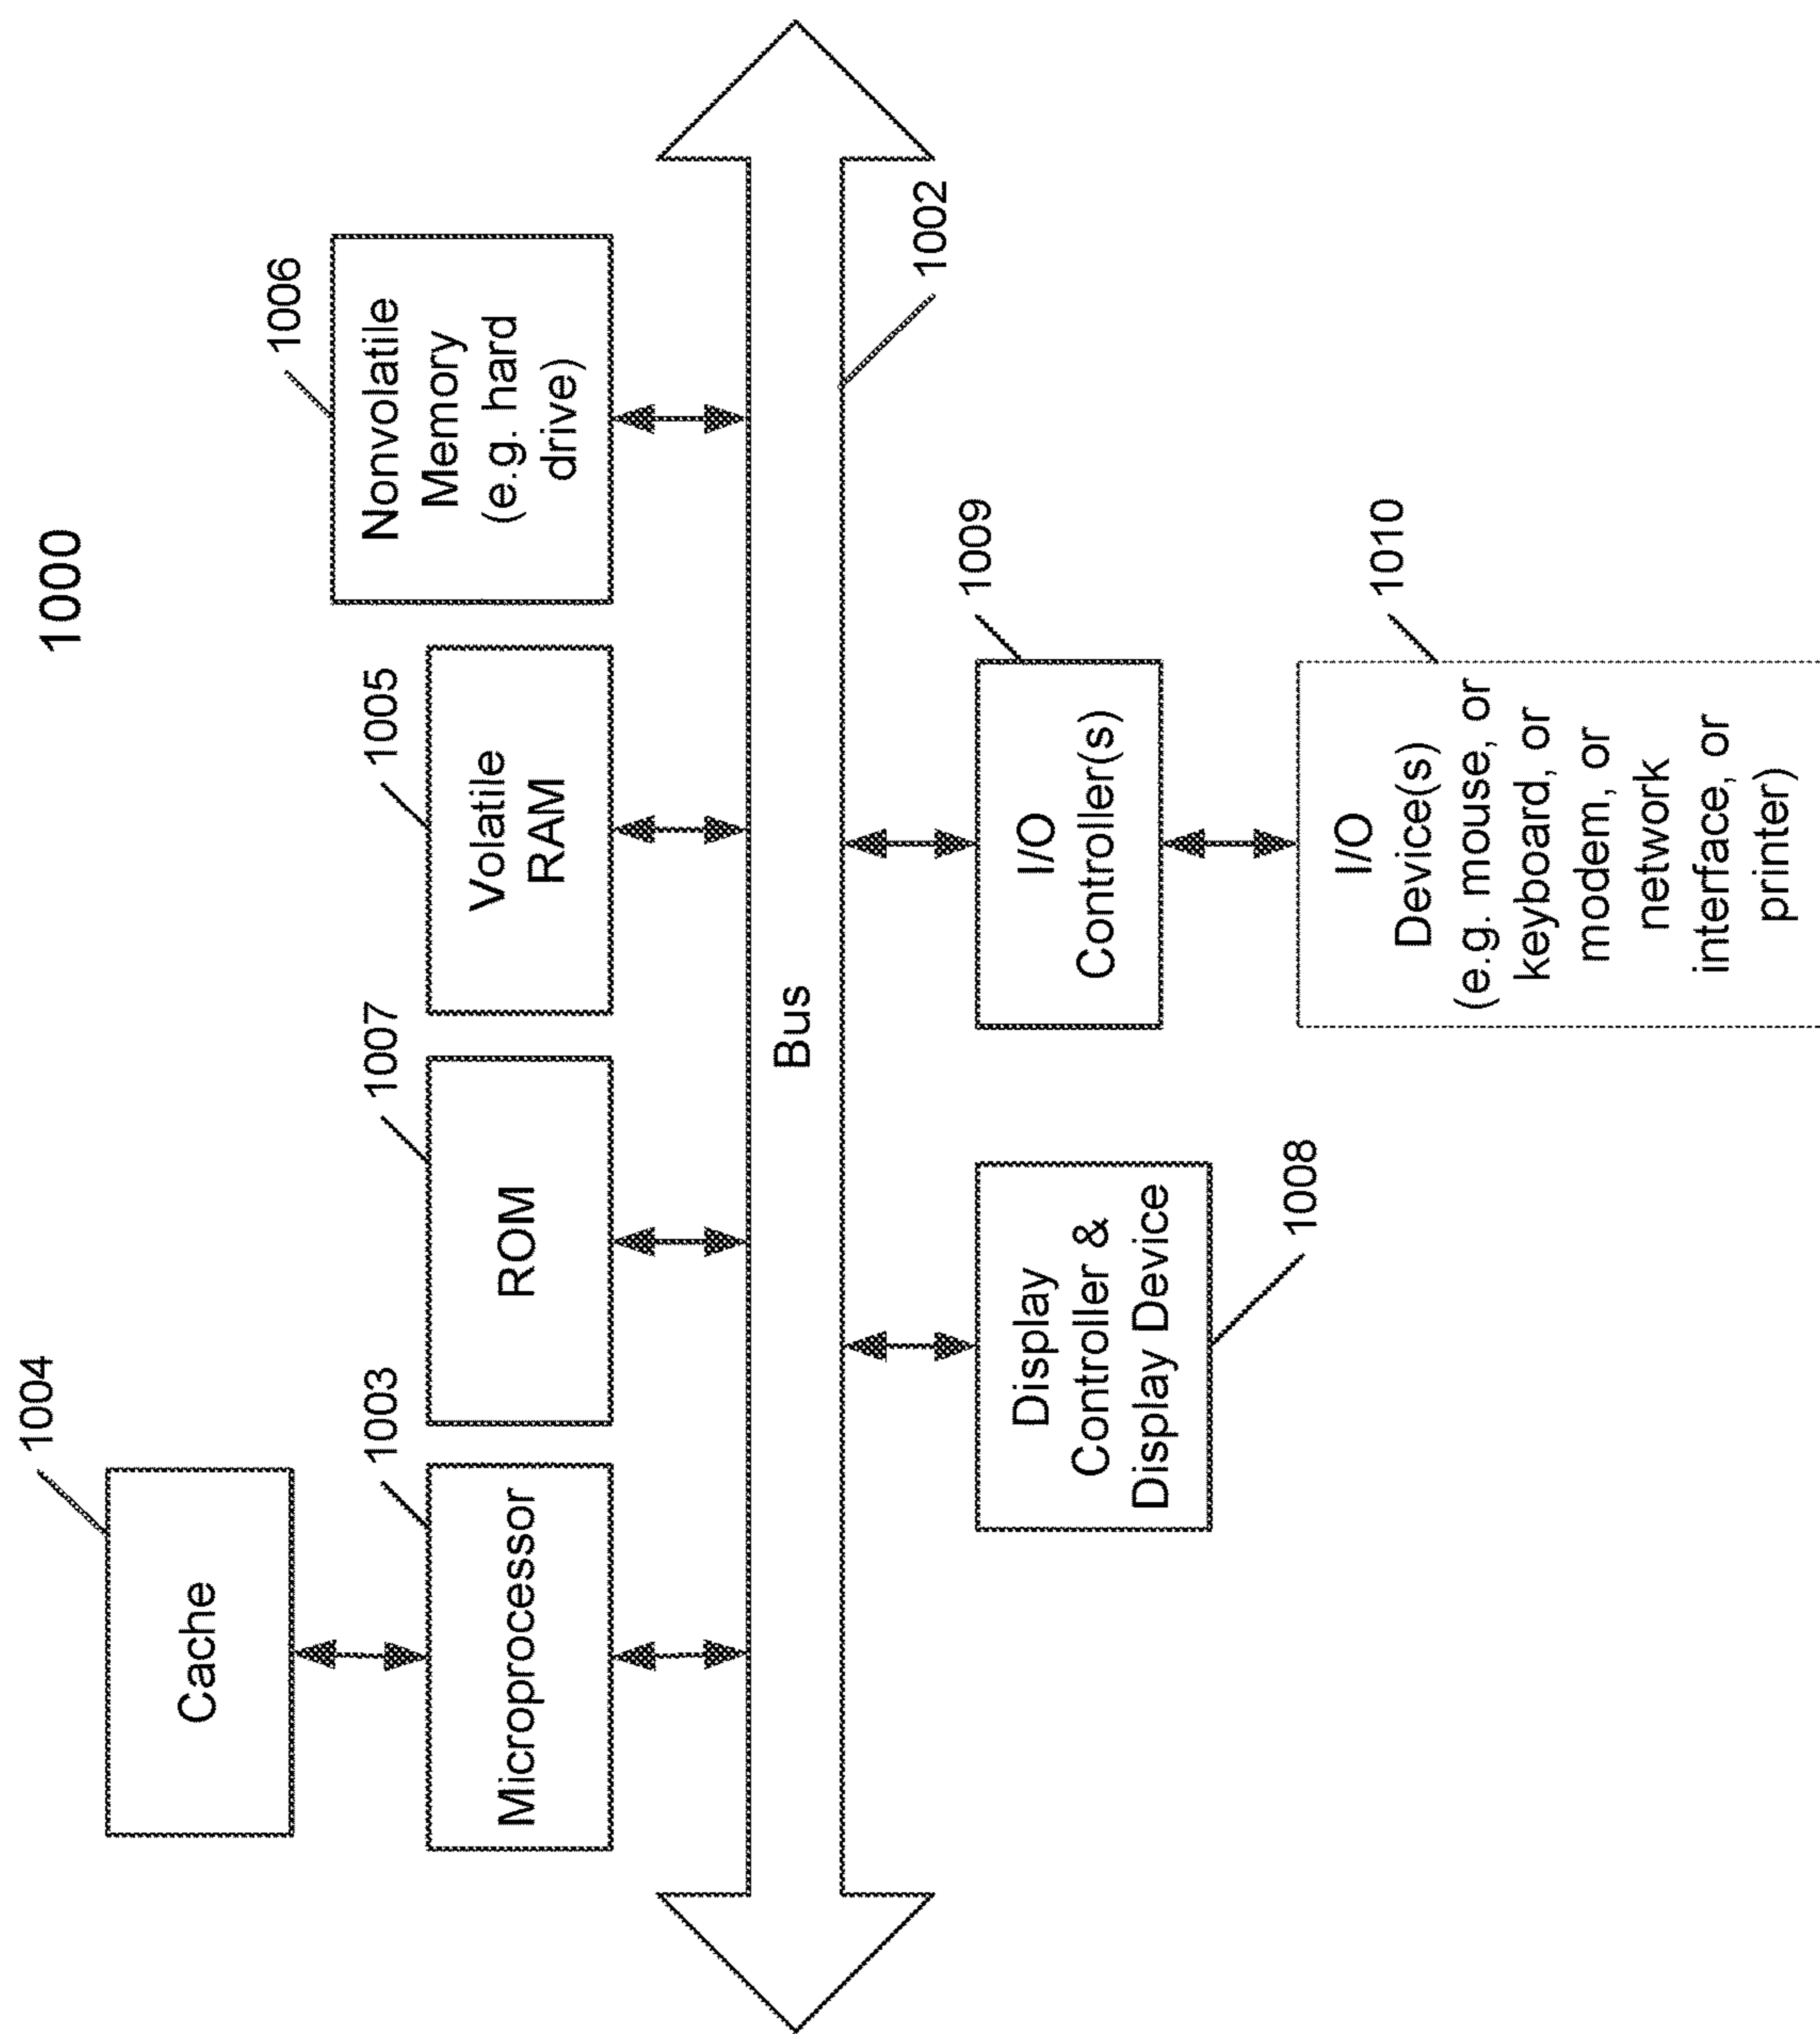 1000
1004
Cache
1003
Microprocessor
1007
ROM
1005
Volatile
RAM
1006
Nonvolatile
Memory
(e.g. hard
drive)
Bus
1002
Display
Controller &
Display Device
1008
I/O
Controller(s)
1009
I/O
Device(s)
(e.g. mouse, or
keyboard, or
modem, or
network
interface, or
printer)
1010